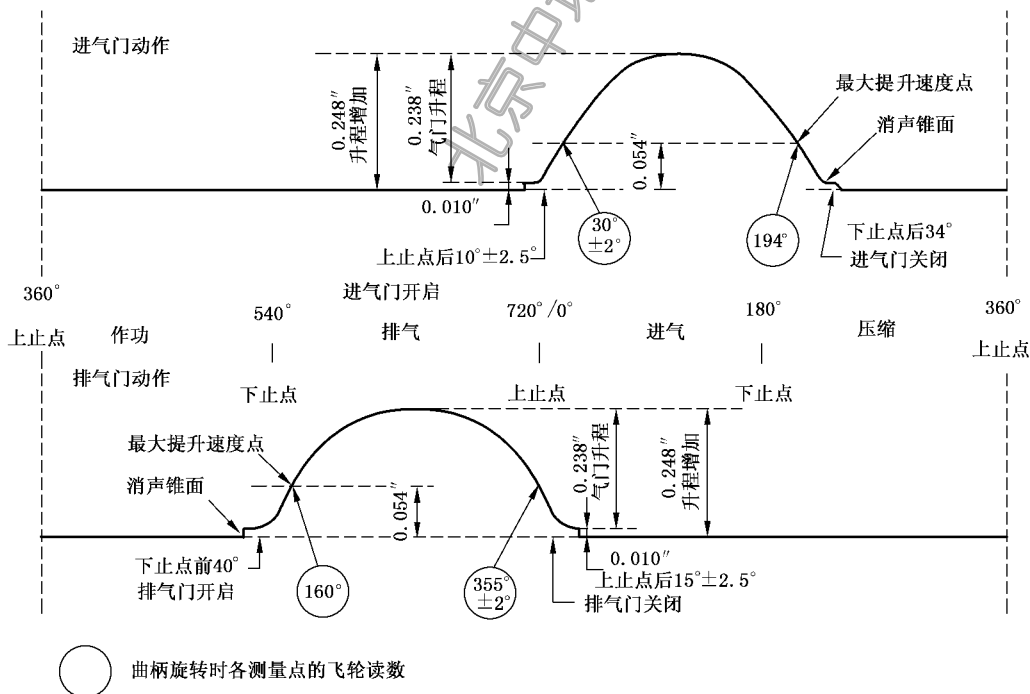 进气门动作
北京中
0.248″
升程增加
0.238″
气门升程
0.054″
最大提升速度点
消声锥面
0.010″
30°
±2°
194°
上止点后10°±2.5°
进气门开启
下止点后34°
进气门关闭
360°
上止点
作功
540°
下止点
排气
720°/0°
上止点
进气
180°
下止点
压缩
360°
上止点
排气门动作
最大提升速度点
消声锥面
0.054″
0.238″
气门升程
0.248″
升程增加
下止点前40°
排气门开启
160°
355°
±2°
0.010″
上止点后15°±2.5°
排气门关闭
曲柄旋转时各测量点的飞轮读数